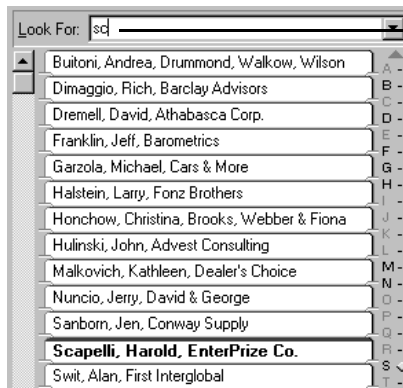 Look For: sc
Buitoni, Andrea, Drummond, Walkow, Wilson
Dimaggio, Rich, Barclay Advisors
Dremell, David, Athabasca Corp.
Franklin, Jeff, Barometrics
Garzola, Michael, Cars & More
Halstein, Larry, Fonz Brothers
Honchow, Christina, Brooks, Webber & Fiona
Hulinski, John, Advest Consulting
Malkovich, Kathleen, Dealer's Choice
Nuncio, Jerry, David & George
Sanborn, Jen, Conway Supply
Scapelli, Harold, EnterPrize Co.
Swit, Alan, First Interglobal
A -
B -
C -
D -
E -
F -
G -
H -
I -
J -
K -
L -
M -
N -
O -
P -
Q -
R -
S
T -